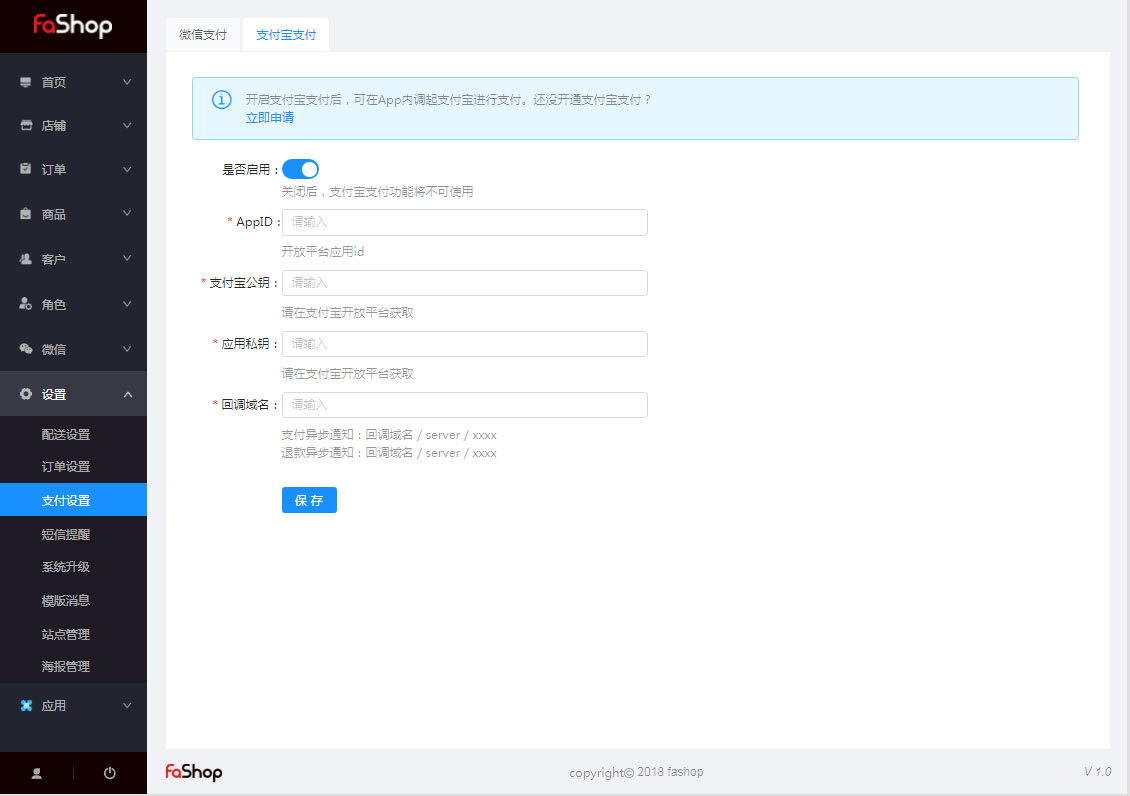 FaShop
首页
店铺
订单
商品
客户
角色
微信
设置
配送设置
订单设置
支付设置
短信提醒
系统升级
模版消息
站点管理
海报管理
应用
微信支付
支付宝支付
开启支付宝支付后，可在App内调起支付宝进行支付。还没开通支付宝支付？
立即申请
是否启用：
关闭后，支付宝支付功能将不可使用
* AppID：
请输入
开放平台应用id
* 支付宝公钥：
请输入
请在支付宝开放平台获取
* 应用私钥：
请输入
请在支付宝开放平台获取
* 回调域名：
请输入
支付异步通知：回调域名 / server / xxxx
退款异步通知：回调域名 / server / xxxx
保 存
FaShop
copyright© 2018 fashop
V 1.0